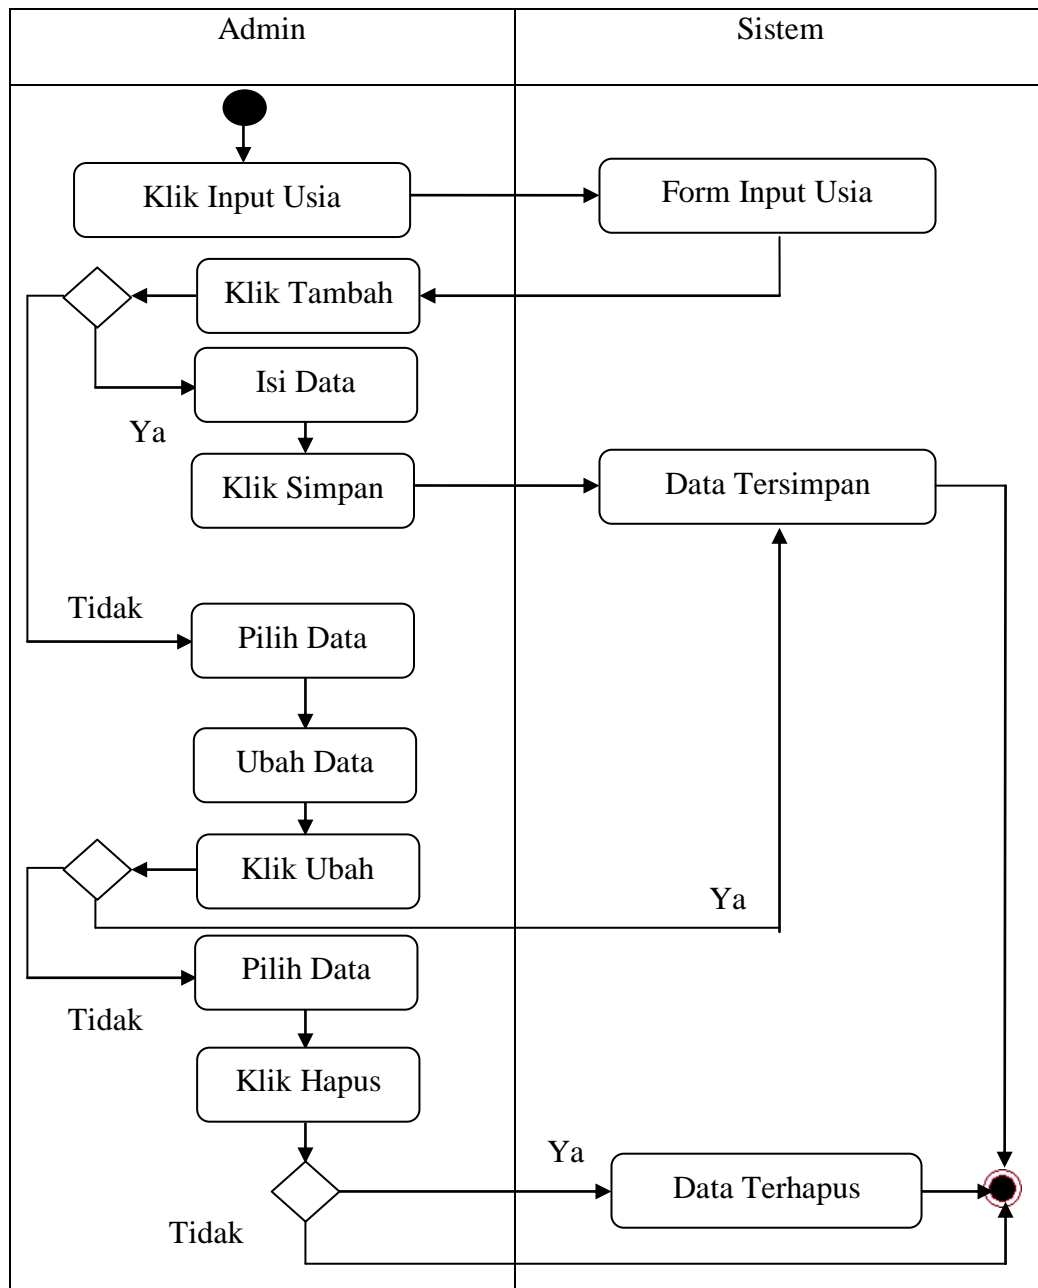 Admin
Sistem
Klik Input Usia
Form Input Usia
Klik Tambah
Isi Data
Ya
Klik Simpan
Data Tersimpan
Tidak
Pilih Data
Ubah Data
Klik Ubah
Ya
Pilih Data
Tidak
Klik Hapus
Ya
Data Terhapus
Tidak